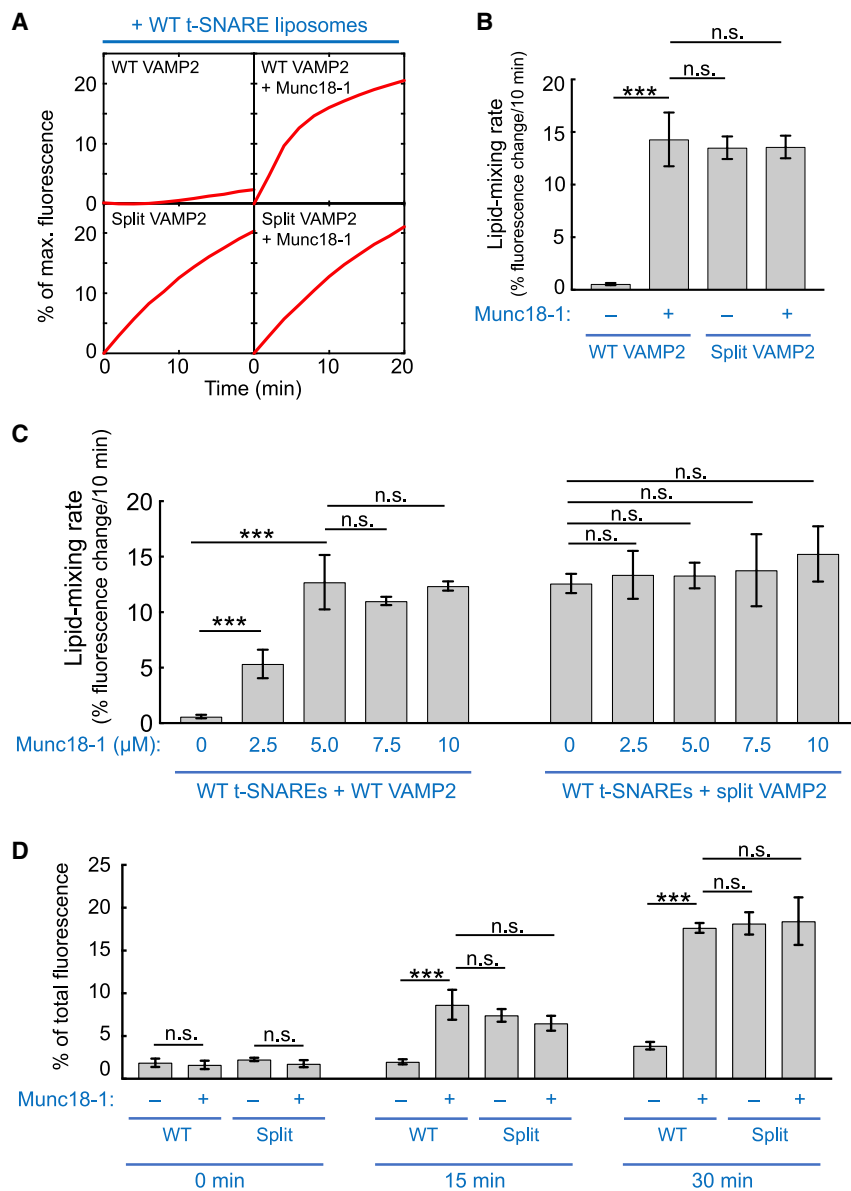 A
+ WT t-SNARE liposomes
WT VAMP2
WT VAMP2
+ Munc18-1
Split VAMP2
Split VAMP2
+ Munc18-1
% of max. fluorescence
20
10
0
20
10
0
0 10 0 10 20
Time (min)
B
Lipid-mixing rate
(% fluorescence change/10 min)
20
15
10
5
0
***
n.s.
n.s.
Munc18-1: – + – +
WT VAMP2 Split VAMP2
C
Lipid-mixing rate
(% fluorescence change/10 min)
20
15
10
5
0
***
***
n.s.
n.s.
n.s.
n.s.
n.s.
n.s.
Munc18-1 (µM): 0 2.5 5.0 7.5 10 0 2.5 5.0 7.5 10
WT t-SNAREs + WT VAMP2 WT t-SNAREs + split VAMP2
D
% of total fluorescence
25
20
15
10
5
0
n.s. n.s.
***
n.s.
n.s.
***
n.s.
n.s.
Munc18-1: – + – + – + – + – + – +
WT Split WT Split WT Split
0 min 15 min 30 min